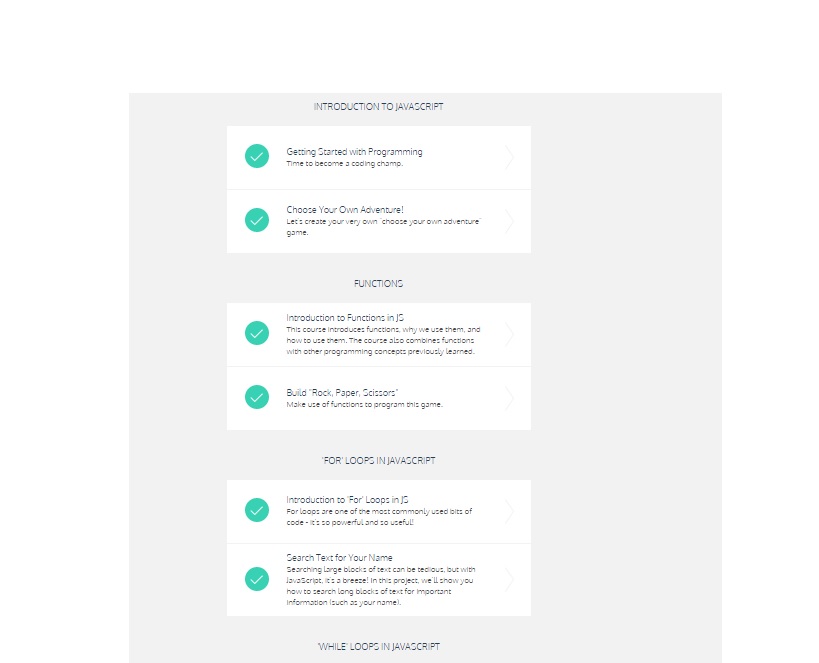 INTRODUCTION TO JAVASCRIPT
Getting Started with Programming
Time to become a coding champ.
Choose Your Own Adventure!
Let's create your very own "choose your own adventure"
game.
FUNCTIONS
Introduction to Functions in JS
This course introduces functions, why we use them, and
how to use them. The course also combines functions
with other programming concepts previously learned.
Build "Rock, Paper, Scissors"
Make use of functions to program this game.
'FOR' LOOPS IN JAVASCRIPT
Introduction to 'For' Loops in JS
For loops are one of the most commonly used bits of
code - it's so powerful and so useful!
Search Text for Your Name
Searching large blocks of text can be tedious, but with
JavaScript, it's a breeze! In this project, we'll show you
how to search long blocks of text for important
information (such as your name).
'WHILE' LOOPS IN JAVASCRIPT